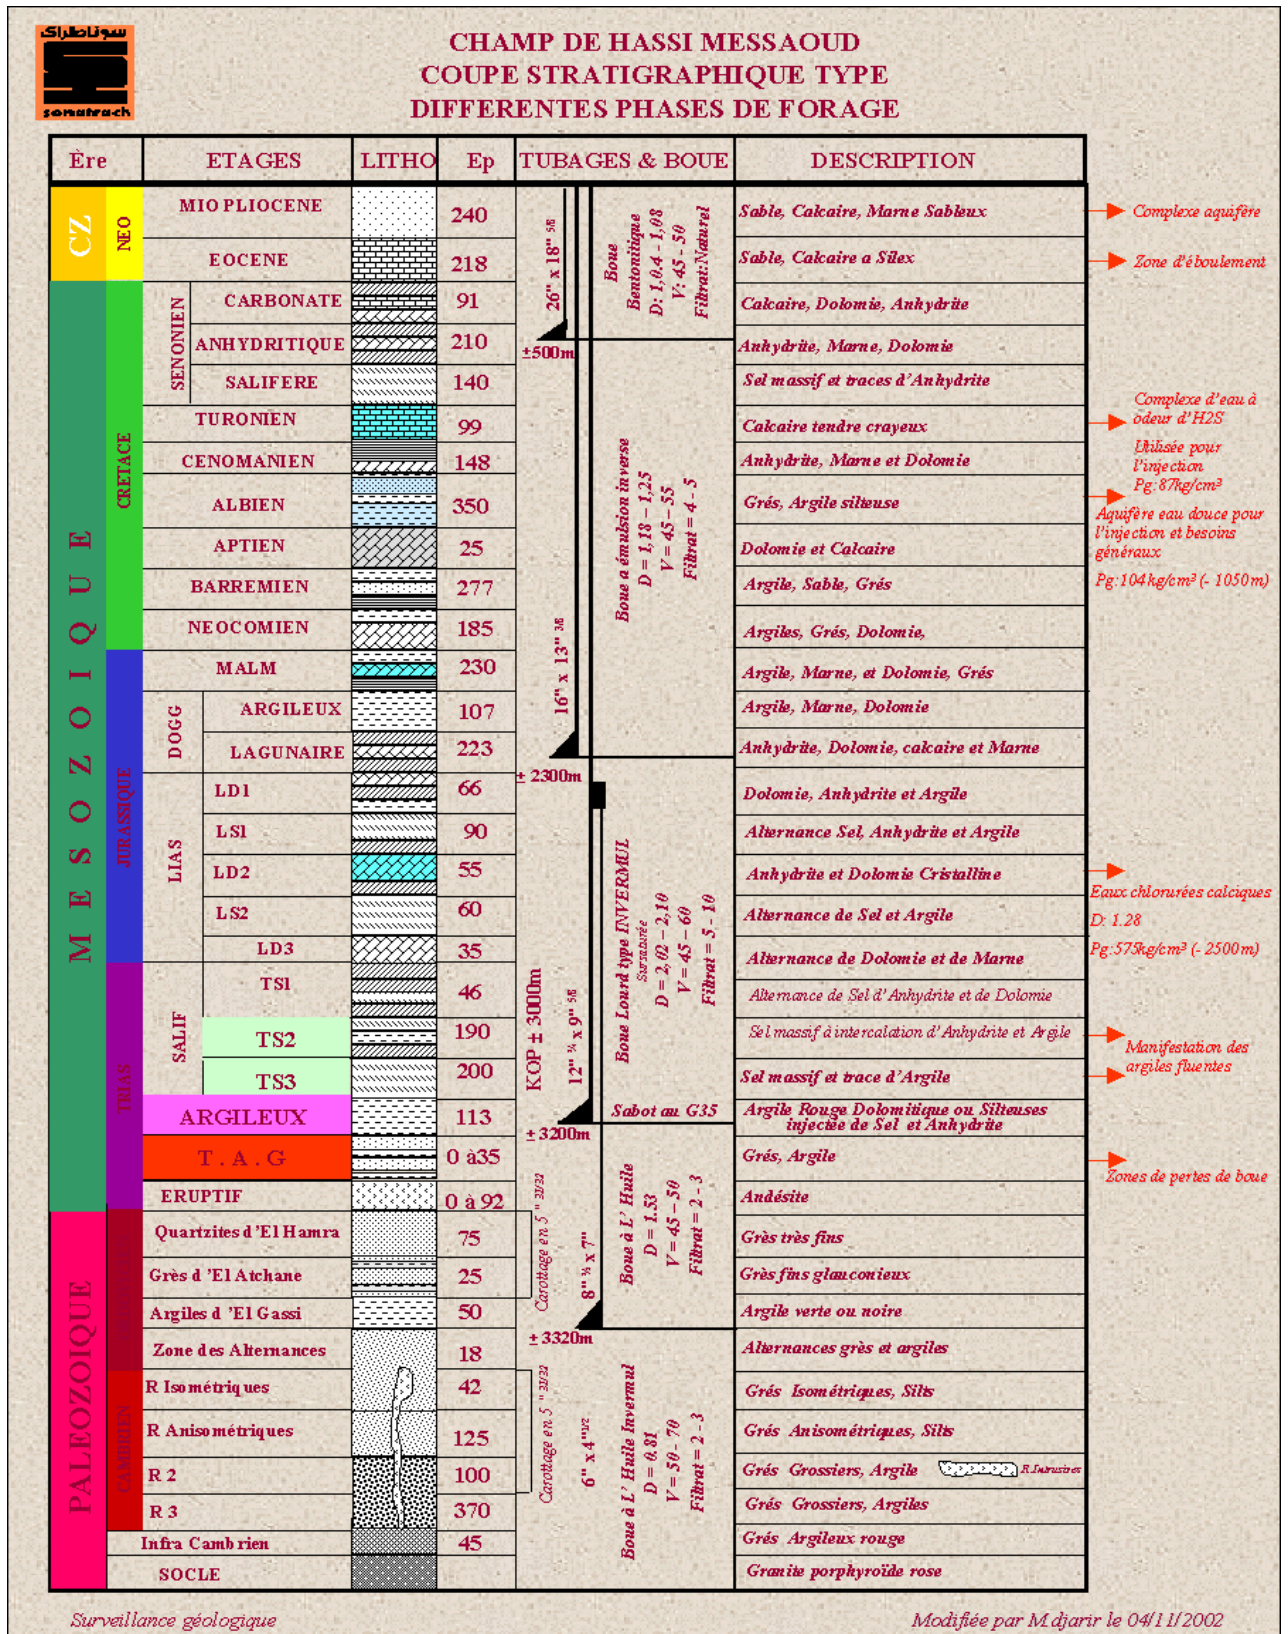 سوناطراك
sonatrach
CHAMP DE HASSI MESSAOUD
COUPE STRATIGRAPHIQUE TYPE
DIFFERENTES PHASES DE FORAGE
Ère ETAGES LITHO Ep TUBAGES & BOUE DESCRIPTION
CZ
NEO
MIO PLIOCENE 240 Sable, Calcaire, Marne Sableux Complexe aquifère
EOCENE 218 Sable, Calcaire a Silex Zone d'éboulement
26" x 18" 5/8
Boue
Bentonitique
D: 1,0.4 - 1,08
V: 45 - 50
Filtrat: Naturel
±500m
MESOZOIQUE
CRETACE
SENONIEN
CARBONATE 91 Calcaire, Dolomie, Anhydrite
ANHYDRITIQUE 210 Anhydrite, Marne, Dolomie
SALIFERE 140 Sel massif et traces d'Anhydrite
TURONIEN 99 Calcaire tendre crayeux
Complexe d'eau à
odeur d'H2S
CENOMANIEN 148 Anhydrite, Marne et Dolomie
Utilisée pour
l'injection
Pg: 87kg/cm³
ALBIEN 350 Grés, Argile silteuse
Aquifère eau douce pour
l'injection et besoins
généraux
Pg: 104 kg/cm³ (- 1050m)
APTIEN 25 Dolomie et Calcaire
BARREMIEN 277 Argile, Sable, Grés
NEOCOMIEN 185 Argiles, Grés, Dolomie,
16" x 13" 3/8
Boue a émulsion inverse
D = 1,18 – 1,25
V = 45 – 55
Filtrat = 4 - 5
JURASSIQUE
MALM 230 Argile, Marne, et Dolomie, Grés
DOGG
ARGILEUX 107 Argile, Marne, Dolomie
LAGUNAIRE 223 Anhydrite, Dolomie, calcaire et Marne
± 2300m
LIAS
LD1 66 Dolomie, Anhydrite et Argile
LS1 90 Alternance Sel, Anhydrite et Argile
LD2 55 Anhydrite et Dolomie Cristalline
Eaux chlorurées calciques
D: 1.28
Pg:575kg/cm³ (- 2500m)
LS2 60 Alternance de Sel et Argile
LD3 35 Alternance de Dolomie et de Marne
KOP ± 3000m
12" ¼ x 9" 5/8
Boue Lourd type INVERMUL
Sursaturée
D = 2,02 – 2,10
V = 45 – 60
Filtrat = 5 - 10
TRIAS
SALIF
TS1 46 Alternance de Sel d'Anhydrite et de Dolomie
TS2 190 Sel massif à intercalation d'Anhydrite et Argile
Manifestation des
argiles fluentes
TS3 200 Sel massif et trace d'Argile
ARGILEUX 113 Sabot au G35 Argile Rouge Dolomitique ou Silteuses
injectée de Sel et Anhydrite
± 3200m
T . A . G 0 à35 Grés, Argile
Zones de pertes de boue
ERUPTIF 0 à 92 Andésite
PALEOZOIQUE
Quartzites d 'El Hamra 75 Grès très fins
Grès d 'El Atchane 25 Grès fins glauconieux
Argiles d 'El Gassi 50 Argile verte ou noire
Carottage en 5 " 32/32
8" ½ x 7"
Boue à L' Huile
D = 1.53
V = 45 – 50
Filtrat = 2 - 3
± 3320m
Zone des Alternances 18 Alternances grès et argiles
CAMBRIEN
R Isométriques 42 Grés Isométriques, Silts
R Anisométriques 125 Grés Anisométriques, Silts
R 2 100 Grés Grossiers, Argile R.Intrusives
R 3 370 Grés Grossiers, Argiles
Carottage en 5 " 32/32
6" x 4"1/2
Boue à L' Huile Invermul
D = 0.81
V = 50 - 70
Filtrat = 2 - 3
Infra Cambrien 45 Grés Argileux rouge
SOCLE Granite porphyroïde rose
Surveillance géologique
Modifiée par M.djarir le 04/11/2002